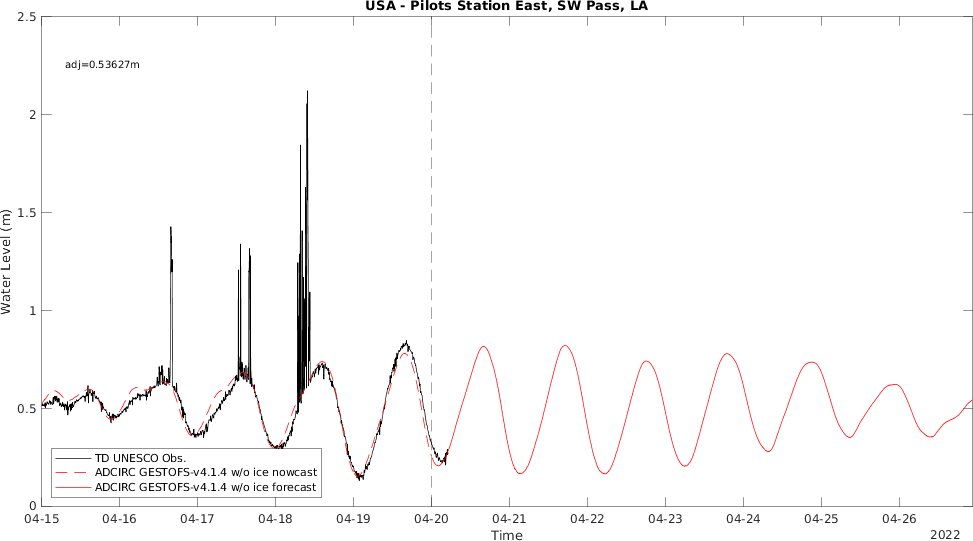 USA - Pilots Station East, SW Pass, LA
2.5
adj=0.53627m
2
1.5
Water Level (m)
1
0.5
TD UNESCO Obs.
ADCIRC GESTOFS-v4.1.4 w/o ice nowcast
ADCIRC GESTOFS-v4.1.4 w/o ice forecast
0
04-15 04-16 04-17 04-18 04-19 04-20 04-21 04-22 04-23 04-24 04-25 04-26
Time
2022